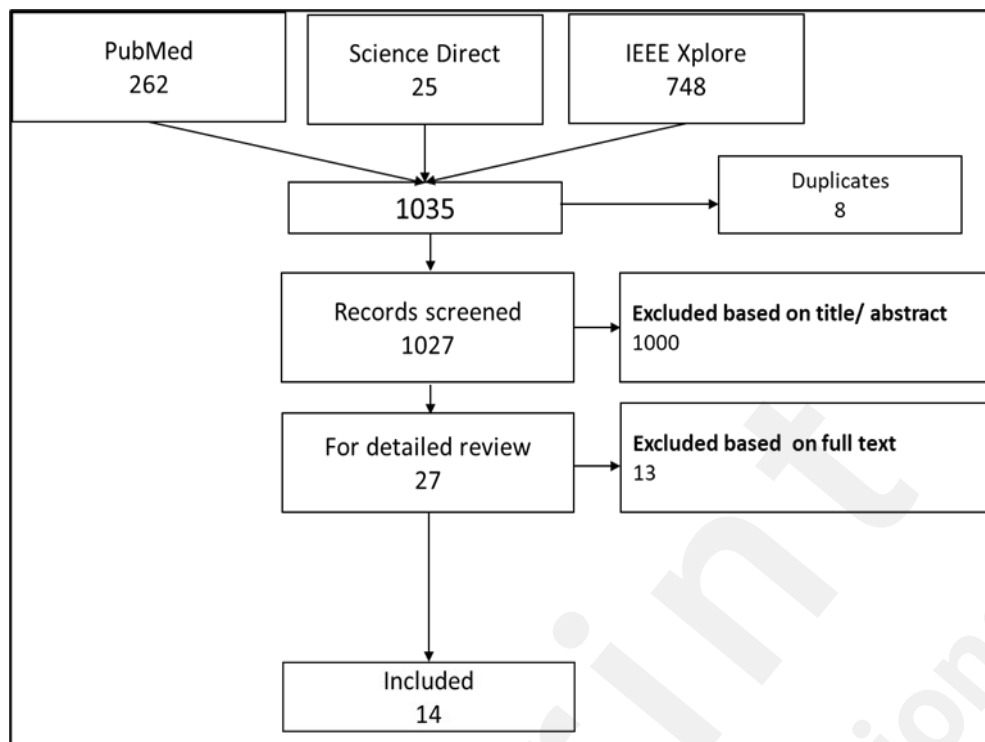 PubMed
262
Science Direct
25
IEEE Xplore
748
1035
Duplicates
8
Records screened
1027
Excluded based on title/ abstract
1000
For detailed review
27
Excluded based on full text
13
Included
14